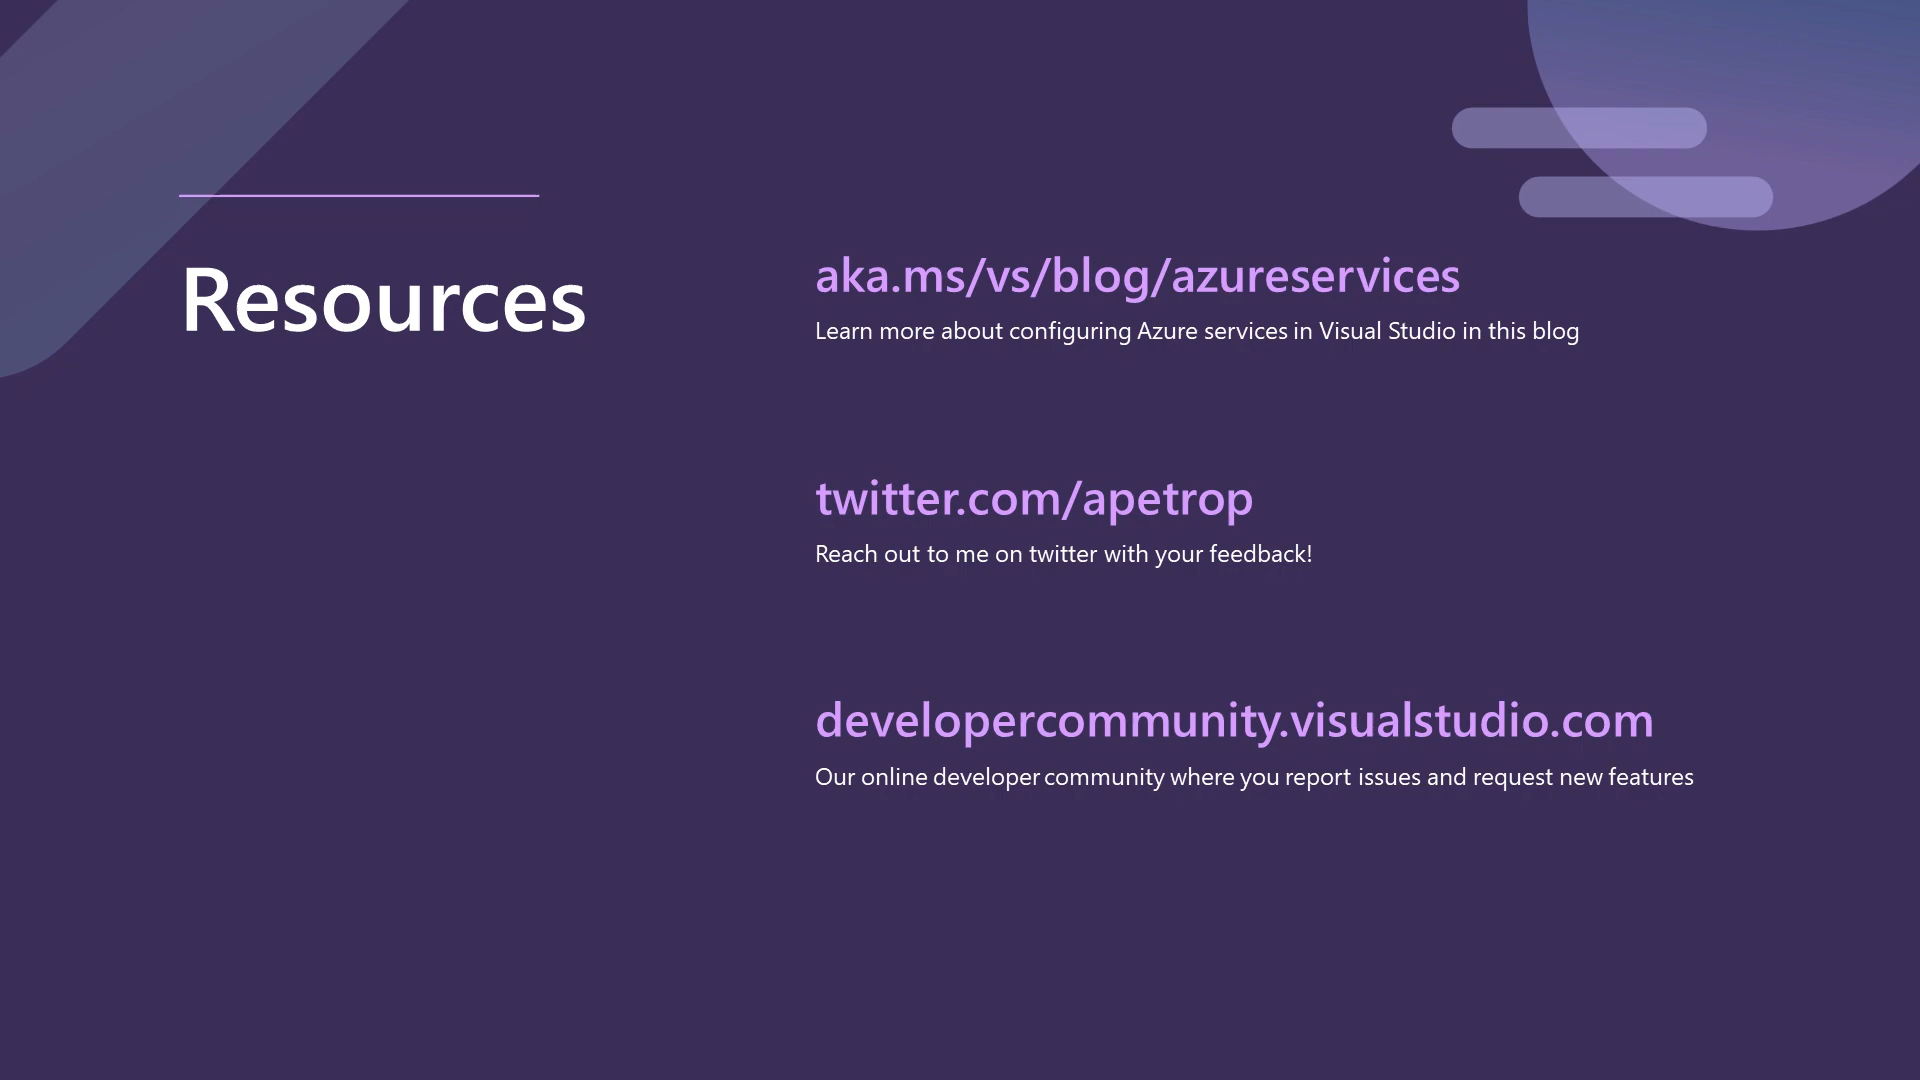 Resources
aka.ms/vs/blog/azureservices
Learn more about configuring Azure services in Visual Studio in this blog
twitter.com/apetrop
Reach out to me on twitter with your feedback!
developercommunity.visualstudio.com
Our online developer community where you report issues and request new features